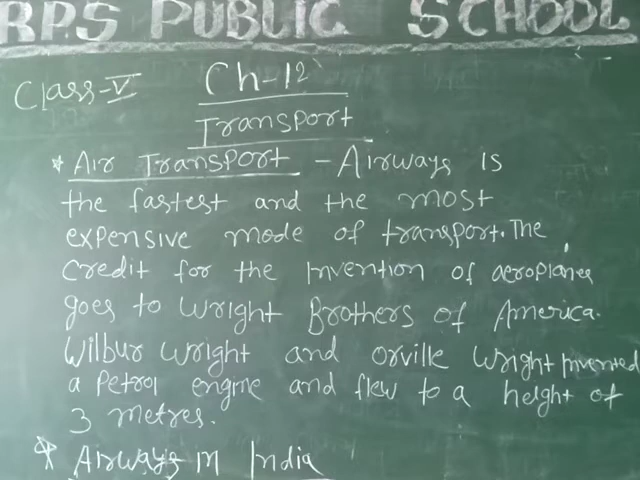 RPS PUBLIC SCHOOL
Class-V Ch-12
Transport
* Air Transport - Airways is
the fastest and the most
expensive mode of transport. The
credit for the invention of aeroplanes
goes to Wright Brothers of America.
Wilbur Wright and Orville Wright invented
a Petrol engine and flew to a height of
3 metres.
* Airways in India